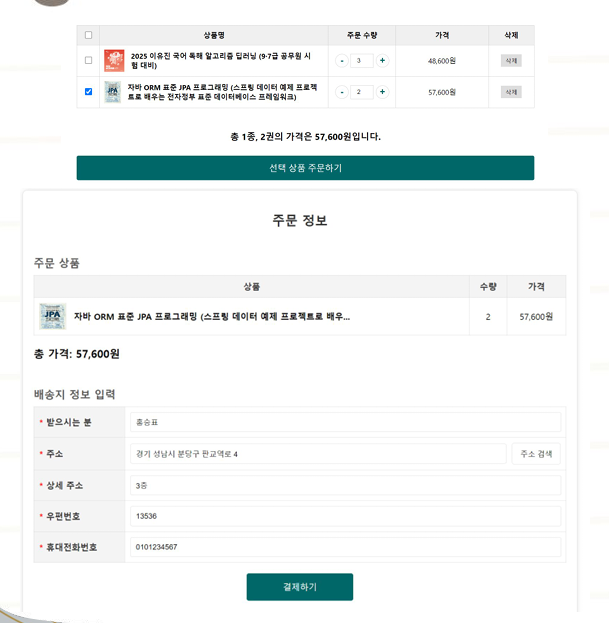 상품명 주문 수량 가격 삭제
2025 이유진 국어 독해 알고리즘 딥러닝 (9·7급 공무원 시
험 대비)
- 3 + 48,600원 삭제
자바 ORM 표준 JPA 프로그래밍 (스프링 데이터 예제 프로젝
트로 배우는 전자정부 표준 데이터베이스 프레임워크)
- 2 + 57,600원 삭제
총 1종, 2권의 가격은 57,600원입니다.
선택 상품 주문하기
주문 정보
주문 상품
상품 수량 가격
JPA
자바 ORM 표준 JPA 프로그래밍 (스프링 데이터 예제 프로젝트로 배우... 2 57,600원
총 가격: 57,600원
배송지 정보 입력
* 받으시는 분 홍승표
* 주소 경기 성남시 분당구 판교역로 4 주소 검색
* 상세 주소 3층
* 우편번호 13536
* 휴대전화번호 0101234567
결제하기